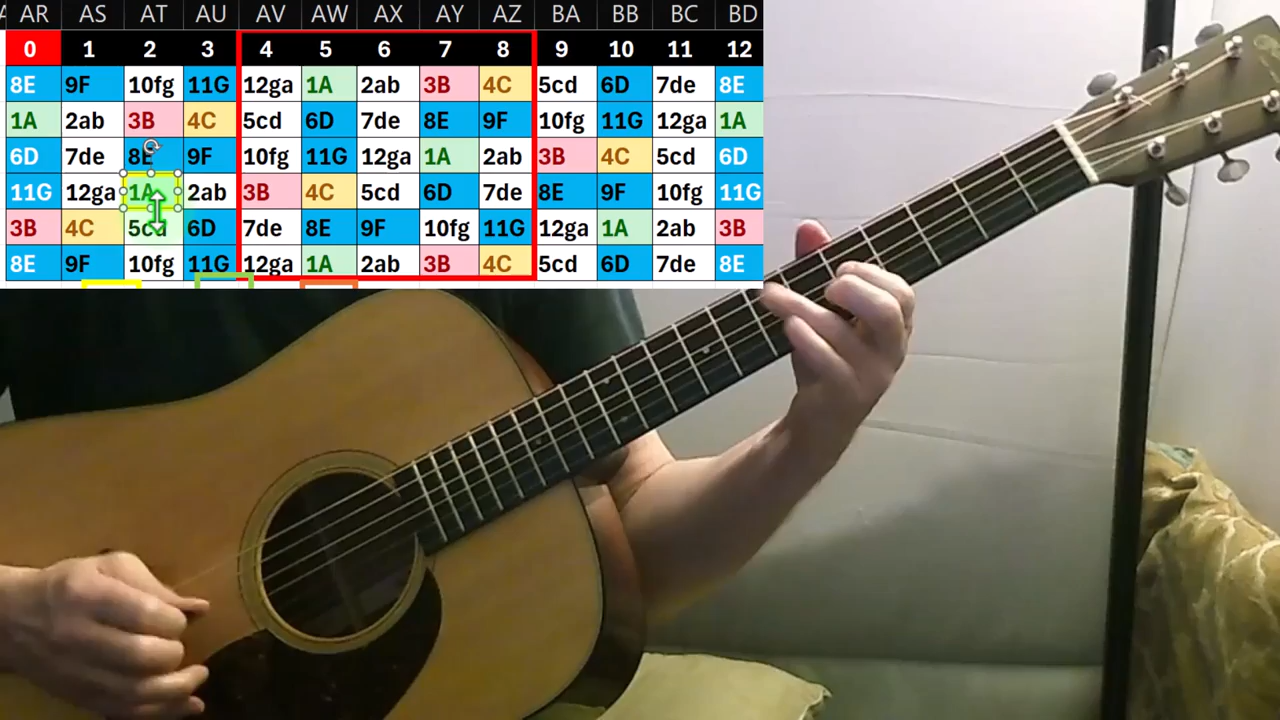 AR AS AT AU AV AW AX AY AZ BA BB BC BD
0 1 2 3 4 5 6 7 8 9 10 11 12
8E 9F 10fg 11G 12ga 1A 2ab 3B 4C 5cd 6D 7de 8E
1A 2ab 3B 4C 5cd 6D 7de 8E 9F 10fg 11G 12ga 1A
6D 7de 8E 9F 10fg 11G 12ga 1A 2ab 3B 4C 5cd 6D
11G 12ga 1A 2ab 3B 4C 5cd 6D 7de 8E 9F 10fg 11G
3B 4C 5cd 6D 7de 8E 9F 10fg 11G 12ga 1A 2ab 3B
8E 9F 10fg 11G 12ga 1A 2ab 3B 4C 5cd 6D 7de 8E